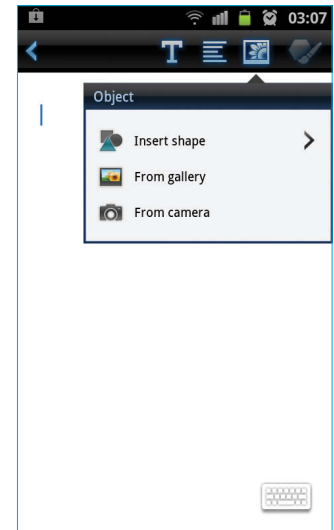 03:07
T
Object
Insert shape
From gallery
From camera